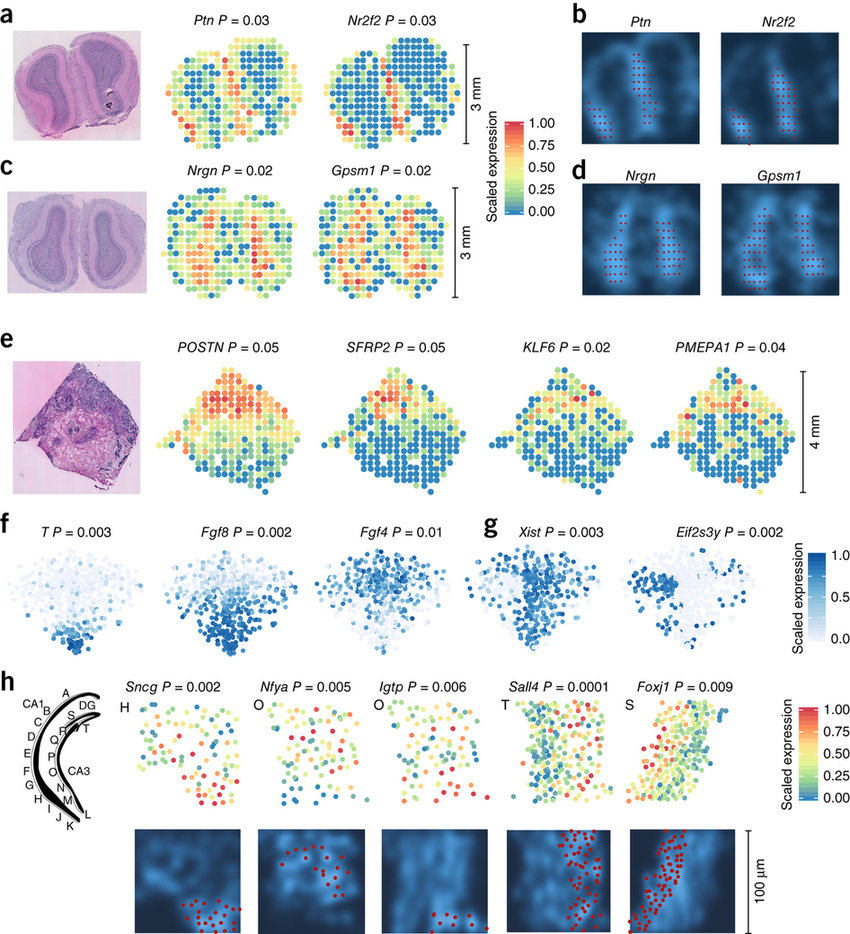 a
Ptn P = 0.03
Nr2f2 P = 0.03
3 mm
b
Ptn
Nr2f2
c
Nrgn P = 0.02
Gpsm1 P = 0.02
3 mm
Scaled expression
1.00
0.75
0.50
0.25
0.00
d
Nrgn
Gpsm1
e
POSTN P = 0.05
SFRP2 P = 0.05
KLF6 P = 0.02
PMEPA1 P = 0.04
4 mm
f
T P = 0.003
Fgf8 P = 0.002
Fgf4 P = 0.01
g
Xist P = 0.003
Eif2s3y P = 0.002
Scaled expression
1.0
0.5
0.0
h
A
CA1
B
DG
C
S
R
T
D
Q
E
P
F
O
CA3
G
N
H
M
I
J
L
K
Sncg P = 0.002
H
Nfya P = 0.005
O
Igtp P = 0.006
O
Sall4 P = 0.0001
T
Foxj1 P = 0.009
S
Scaled expression
1.00
0.75
0.50
0.25
0.00
100 µm